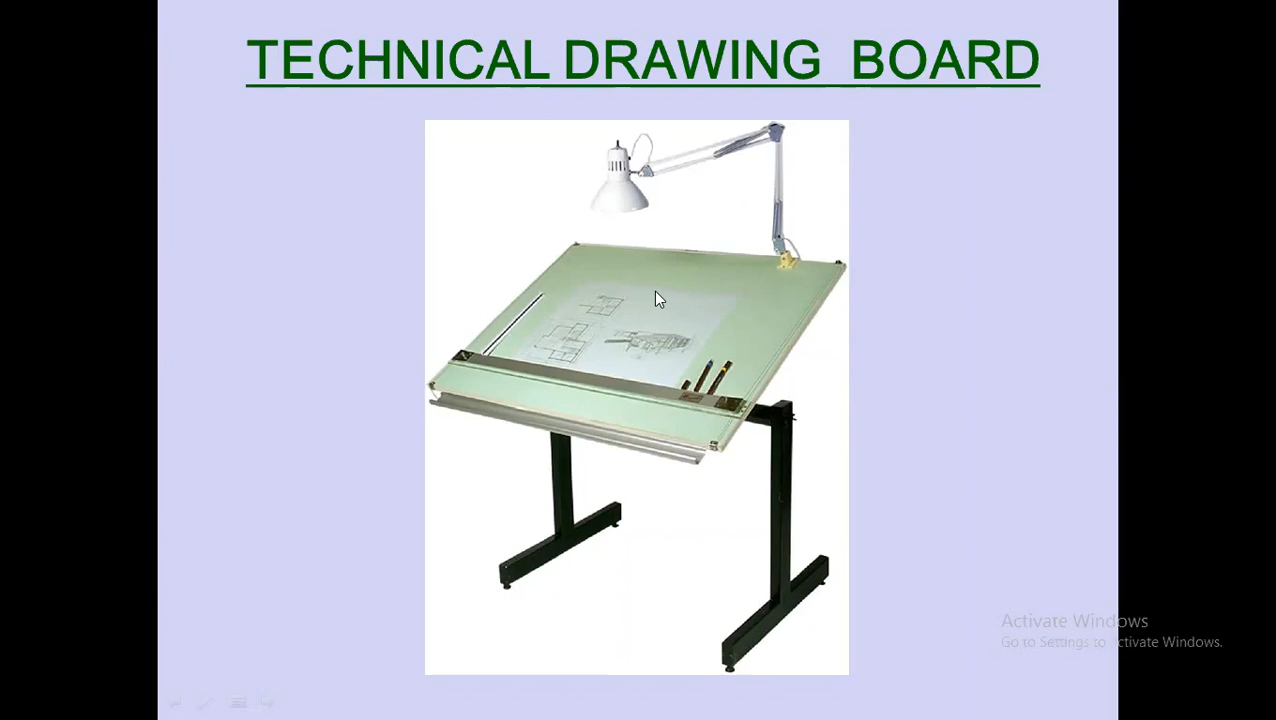 TECHNICAL DRAWING BOARD
Activate Windows
Go to Settings to activate Windows.